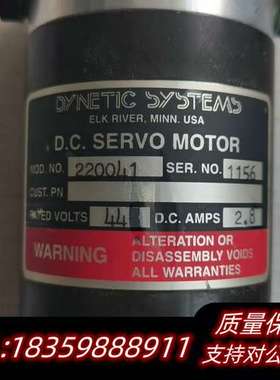 DYNETIC SYSTEMS
ELK RIVER, MINN. USA
D.C. SERVO MOTOR
MOD. NO. 220041 SER. NO. 1156
CUST. PN
RATED VOLTS 44 D.C. AMPS 2.8
WARNING
ALTERATION OR
DISASSEMBLY VOIDS
ALL WARRANTIES
质量保
:18359888911
支持对公